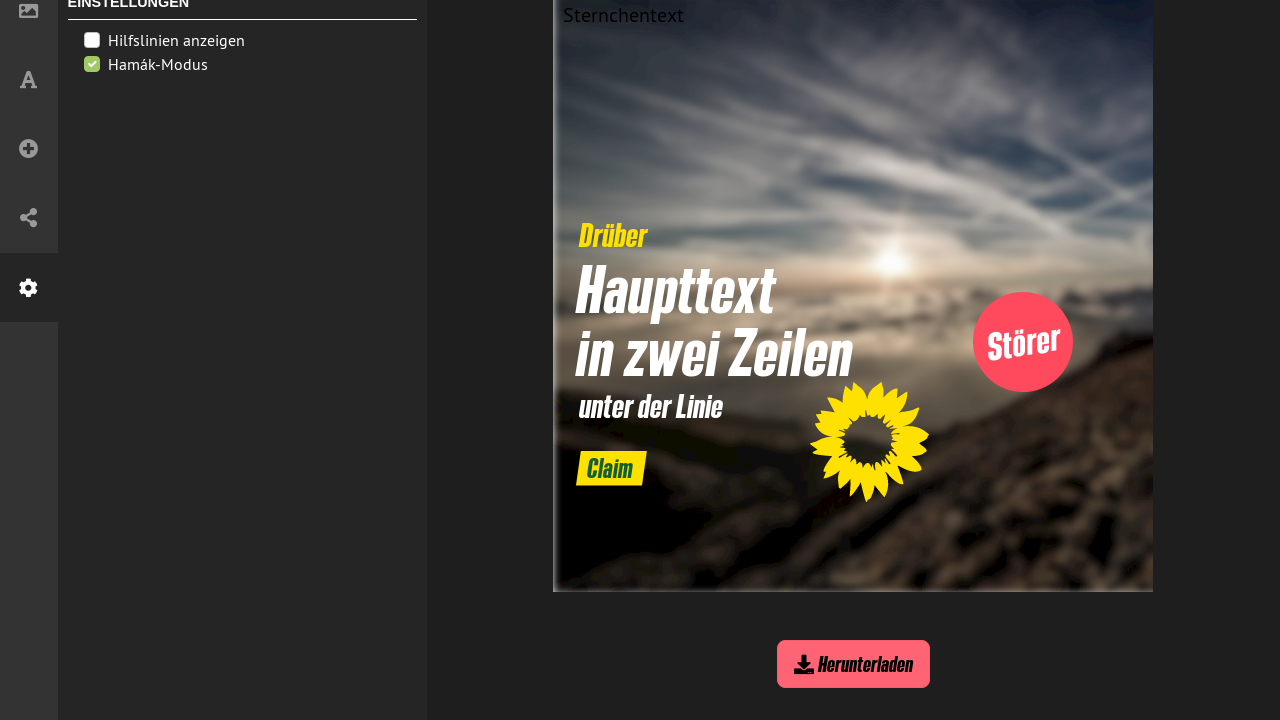 EINSTELLUNGEN
Hilfslinien anzeigen
Hamák-Modus
Sternchentext
Drüber
Haupttext
in zwei Zeilen
unter der Linie
Claim
Störer
Herunterladen